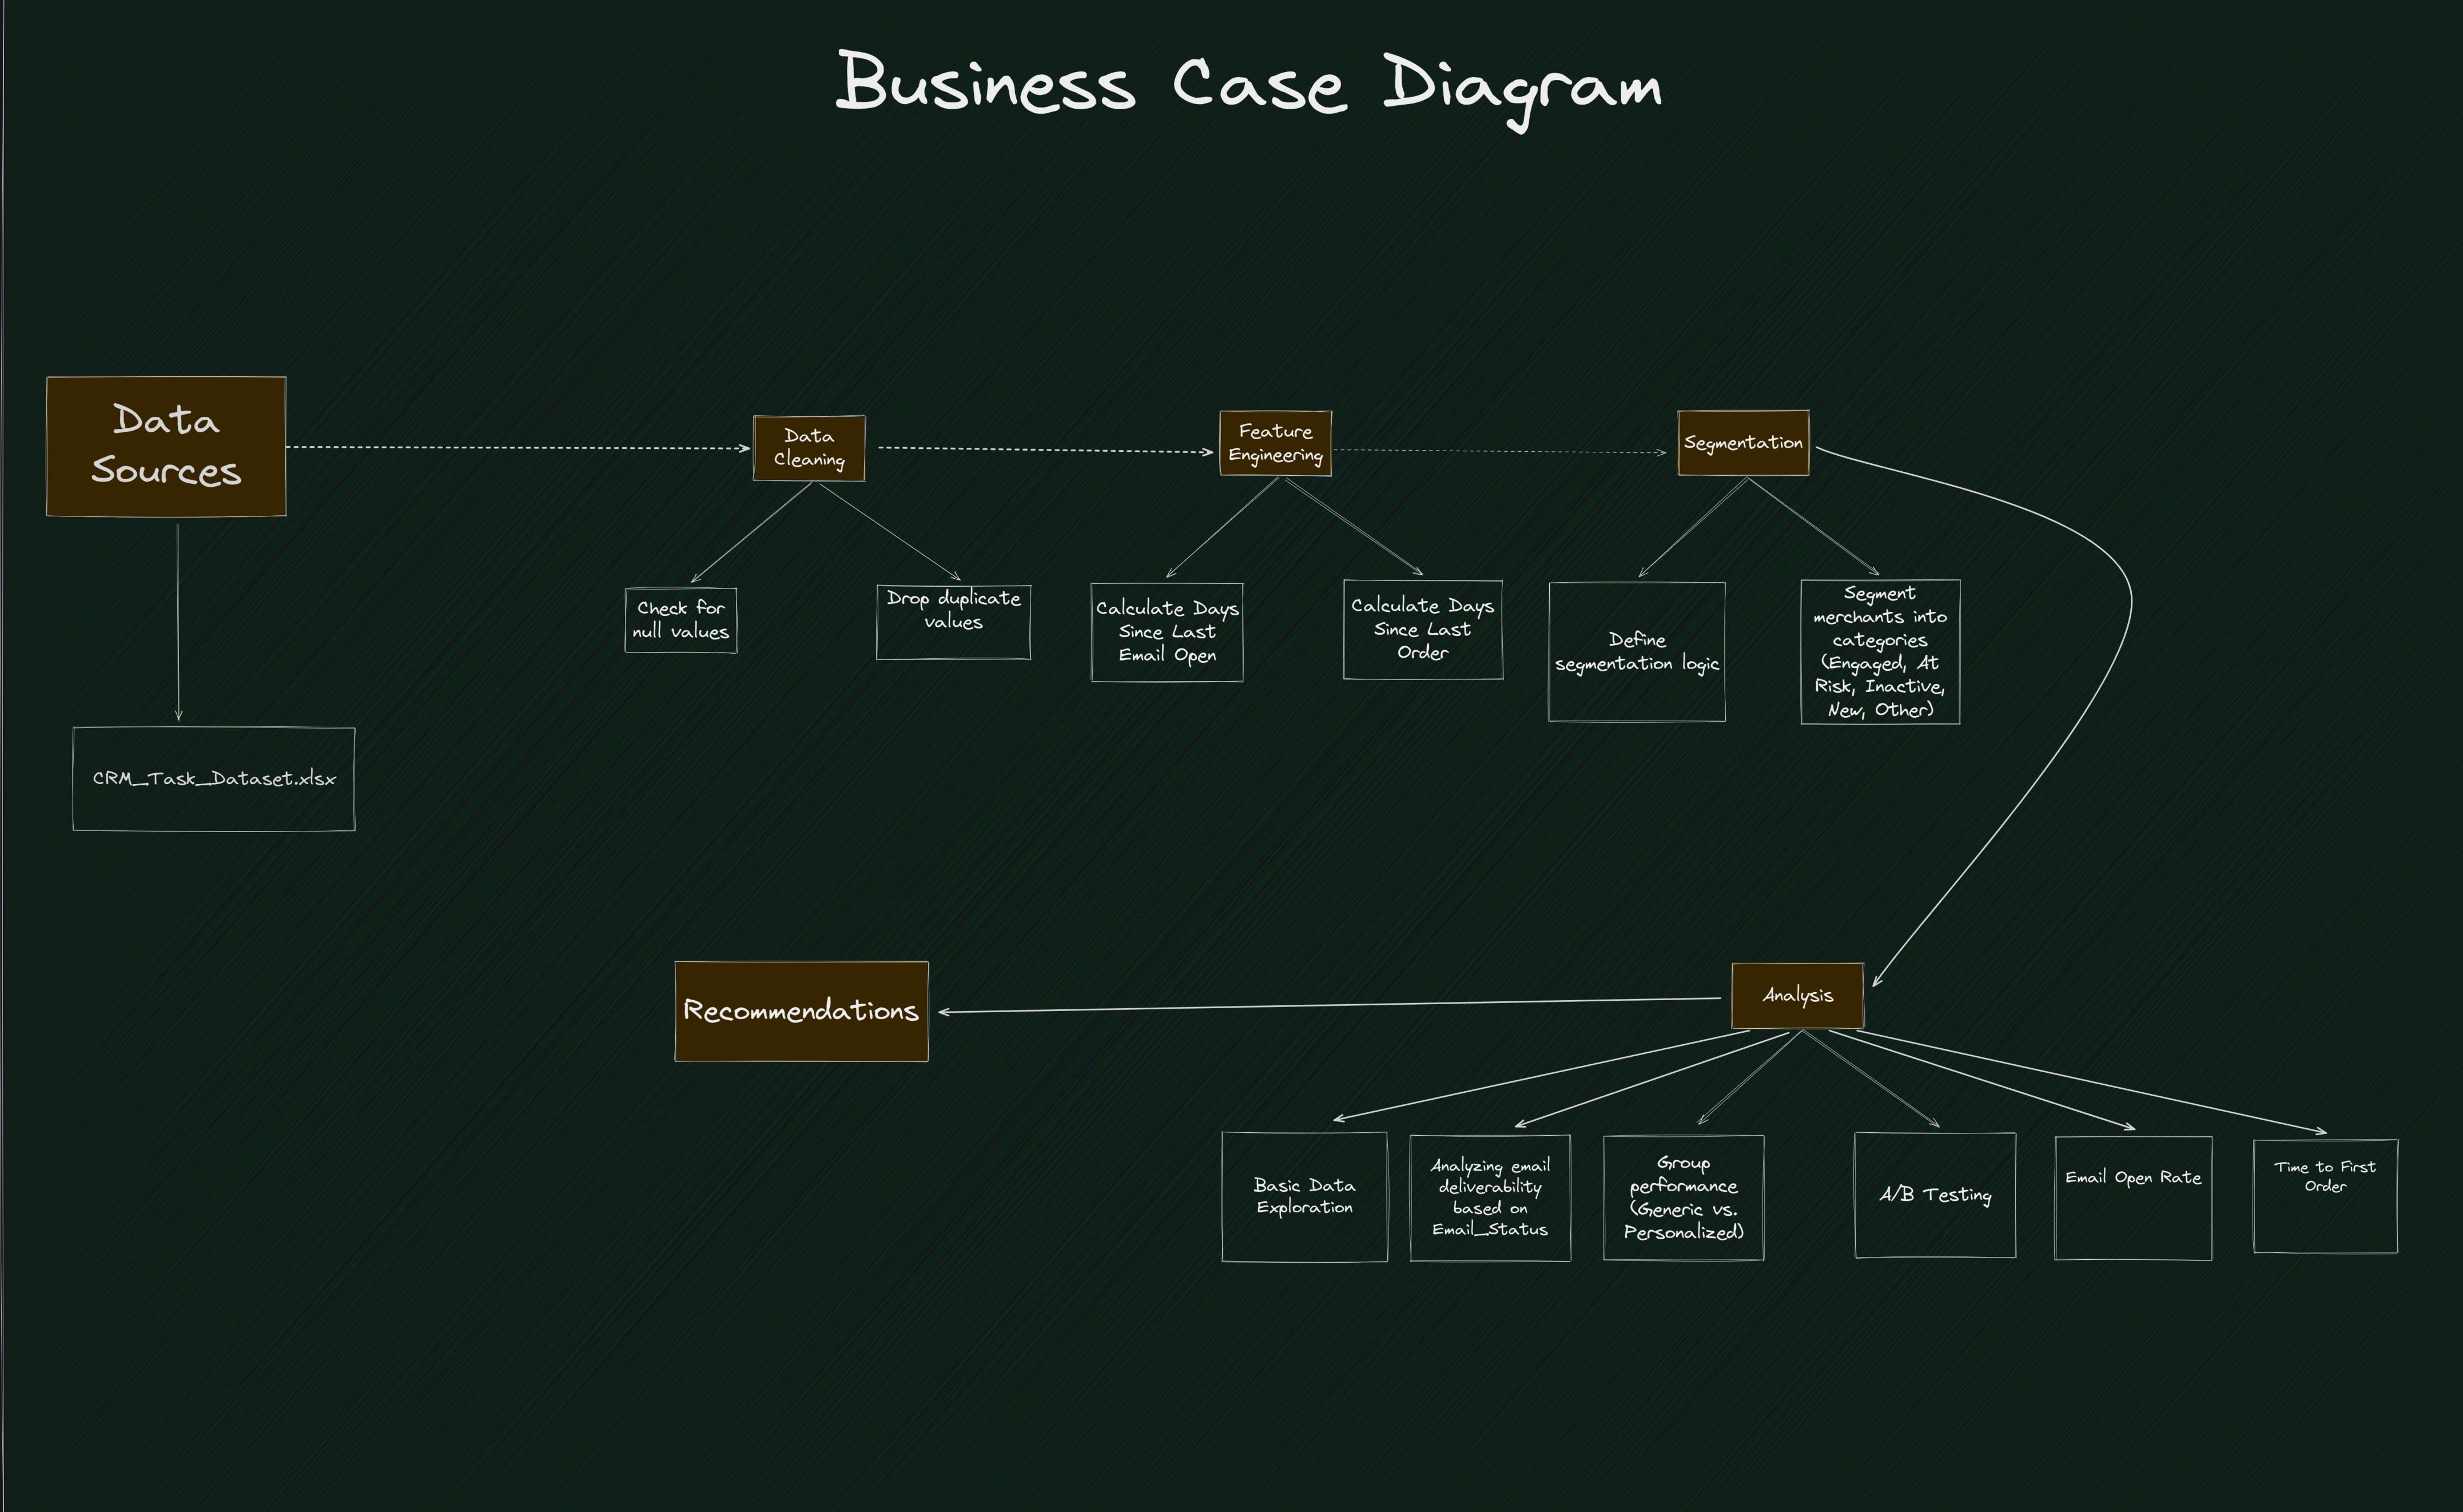 Business Case Diagram
Data
Sources
Data
Cleaning
Feature
Engineering
Segmentation
Check for
null values
Drop duplicate
values
Calculate Days
Since Last
Email Open
Calculate Days
Since Last
Order
Define
segmentation logic
Segment
merchants into
categories
(Engaged, At
Risk, Inactive,
New, Other)
CRM_Task_Dataset.xlsx
Recommendations
Analysis
Basic Data
Exploration
Analyzing email
deliverability
based on
Email_Status
Group
performance
(Generic vs.
Personalized)
A/B Testing
Email Open Rate
Time to First
Order